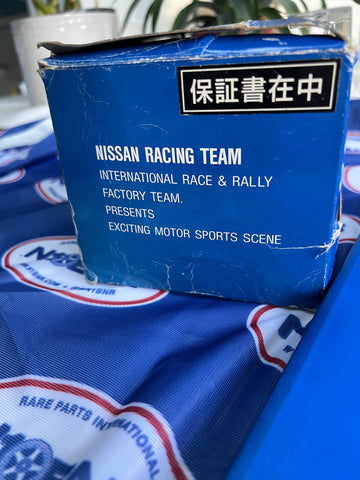 保証書在中
NISSAN RACING TEAM
INTERNATIONAL RACE & RALLY
FACTORY TEAM.
PRESENTS
EXCITING MOTOR SPORTS SCENE
RARE PARTS INTERNATIONAL